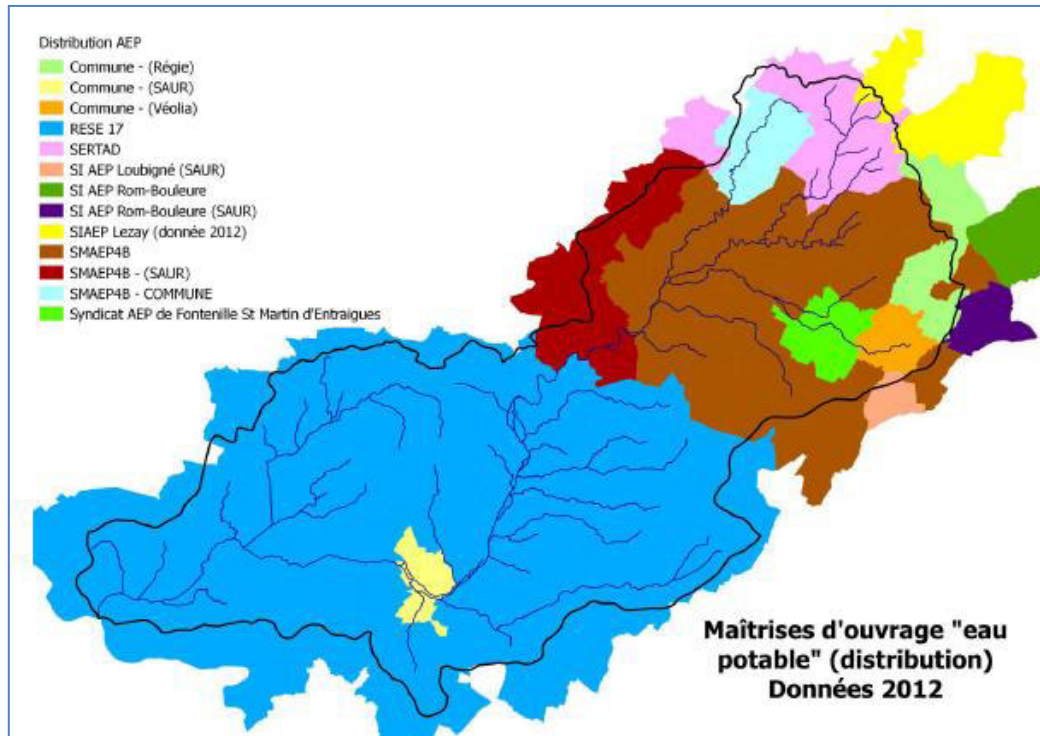 Distribution AEP
Commune - (Régie)
Commune - (SAUR)
Commune - (Véolia)
RESE 17
SERTAD
SI AEP Loubigné (SAUR)
SI AEP Rom-Bouleure
SI AEP Rom-Bouleure (SAUR)
SIAEP Lezay (donnée 2012)
SMAEP4B
SMAEP4B - (SAUR)
SMAEP4B - COMMUNE
Syndicat AEP de Fontenille St Martin d'Entraigues
Maîtrises d'ouvrage "eau
potable" (distribution)
Données 2012